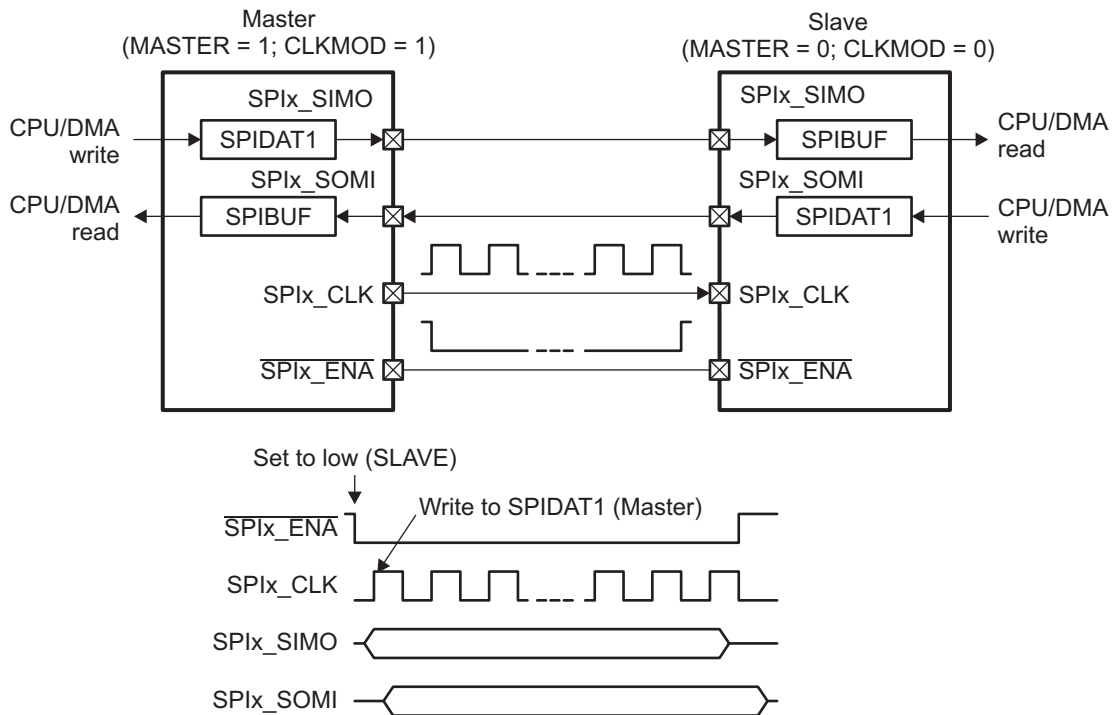 Master
(MASTER = 1; CLKMOD = 1)
Slave
(MASTER = 0; CLKMOD = 0)
SPIx_SIMO
SPIx_SIMO
CPU/DMA
write
SPIDAT1
SPIBUF
CPU/DMA
read
SPIx_SOMI
SPIx_SOMI
CPU/DMA
read
SPIBUF
SPIDAT1
CPU/DMA
write
SPIx_CLK
SPIx_CLK
SPIx_ENA
SPIx_ENA
Set to low (SLAVE)
Write to SPIDAT1 (Master)
SPIx_ENA
SPIx_CLK
SPIx_SIMO
SPIx_SOMI